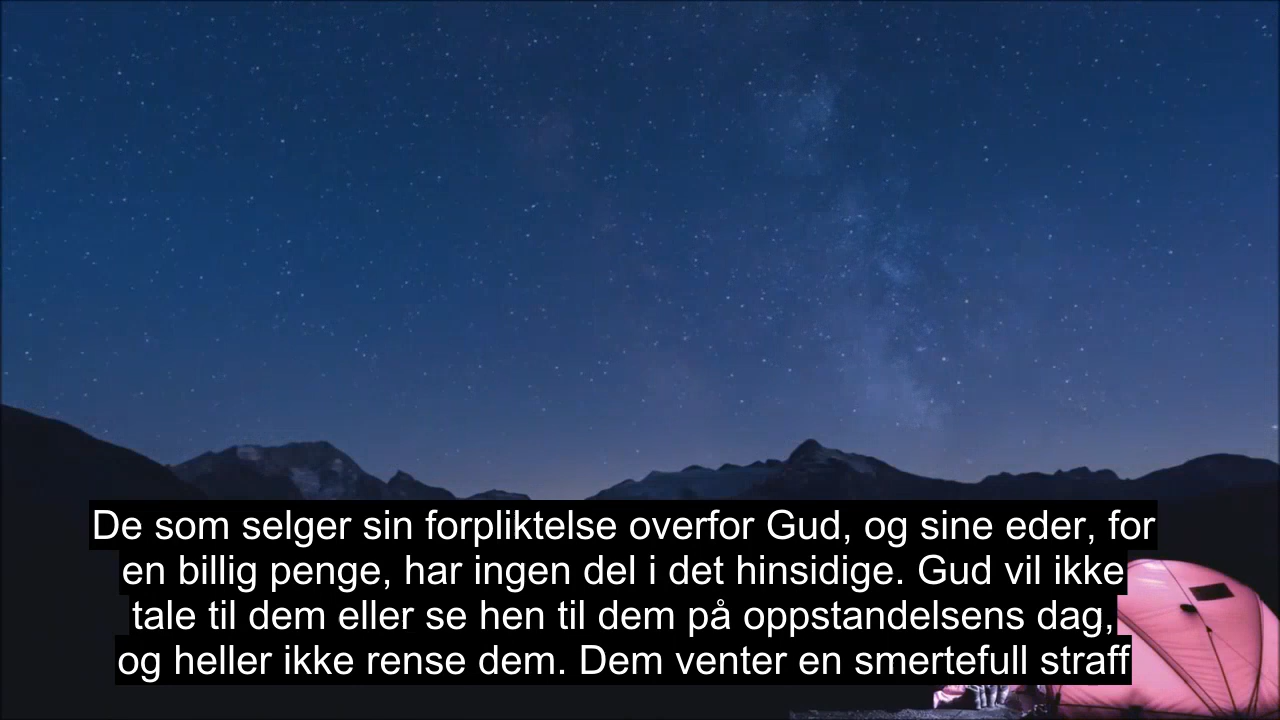 De som selger sin forpliktelse overfor Gud, og sine eder, for
en billig penge, har ingen del i det hinsidige. Gud vil ikke
tale til dem eller se hen til dem på oppstandelsens dag,
og heller ikke rense dem. Dem venter en smertefull straff